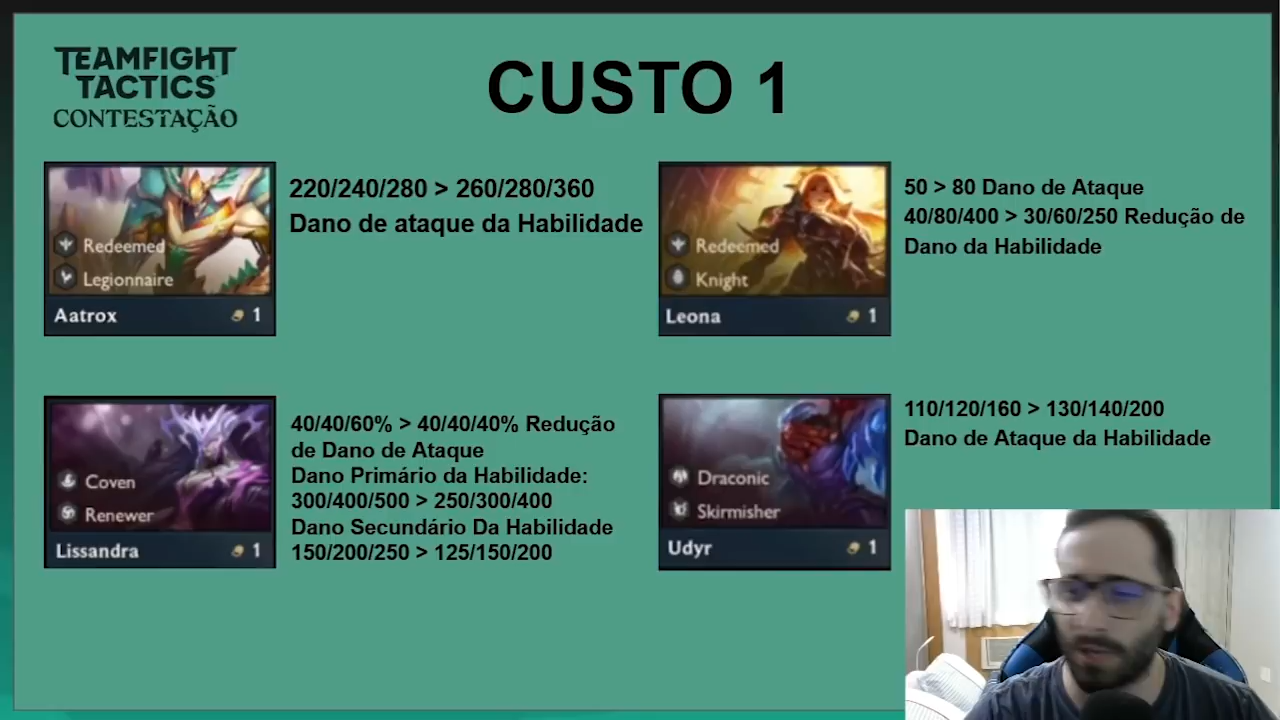 TEAMFIGHT
TACTICS
CONTESTAÇÃO
CUSTO 1
Redeemed
Legionnaire
Aatrox 1
220/240/280 > 260/280/360
Dano de ataque da Habilidade
Redeemed
Knight
Leona 1
50 > 80 Dano de Ataque
40/80/400 > 30/60/250 Redução de
Dano da Habilidade
Coven
Renewer
Lissandra 1
40/40/60% > 40/40/40% Redução
de Dano de Ataque
Dano Primário da Habilidade:
300/400/500 > 250/300/400
Dano Secundário Da Habilidade
150/200/250 > 125/150/200
Draconic
Skirmisher
Udyr 1
110/120/160 > 130/140/200
Dano de Ataque da Habilidade